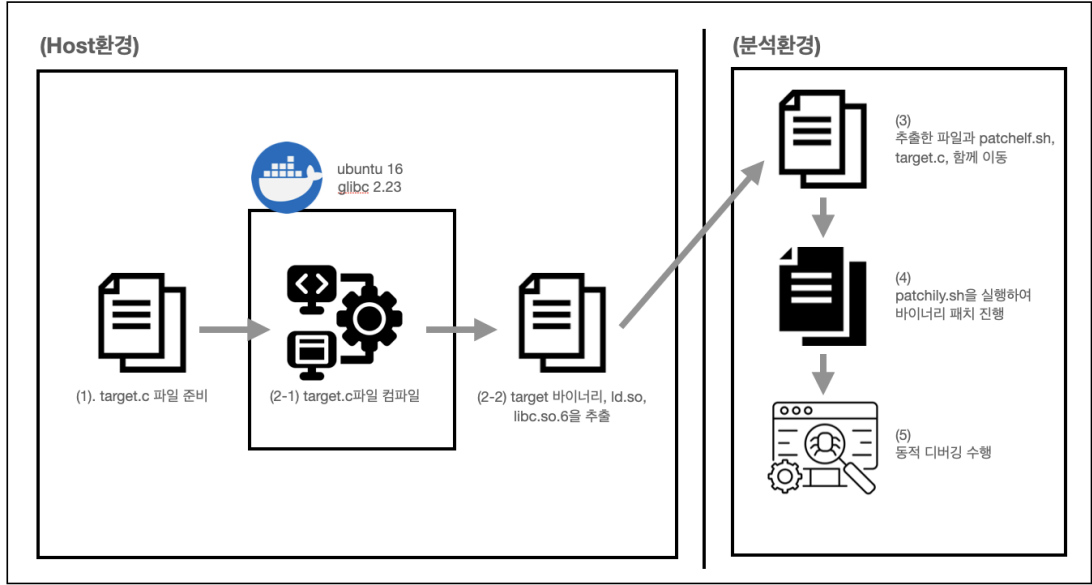 (Host환경)
ubuntu 16
glibc 2.23
(1). target.c 파일 준비
(2-1) target.c파일 컴파일
(2-2) target 바이너리, ld.so,
libc.so.6을 추출
(분석환경)
(3)
추출한 파일과 patchelf.sh,
target.c, 함께 이동
(4)
patchily.sh을 실행하여
바이너리 패치 진행
(5)
동적 디버깅 수행